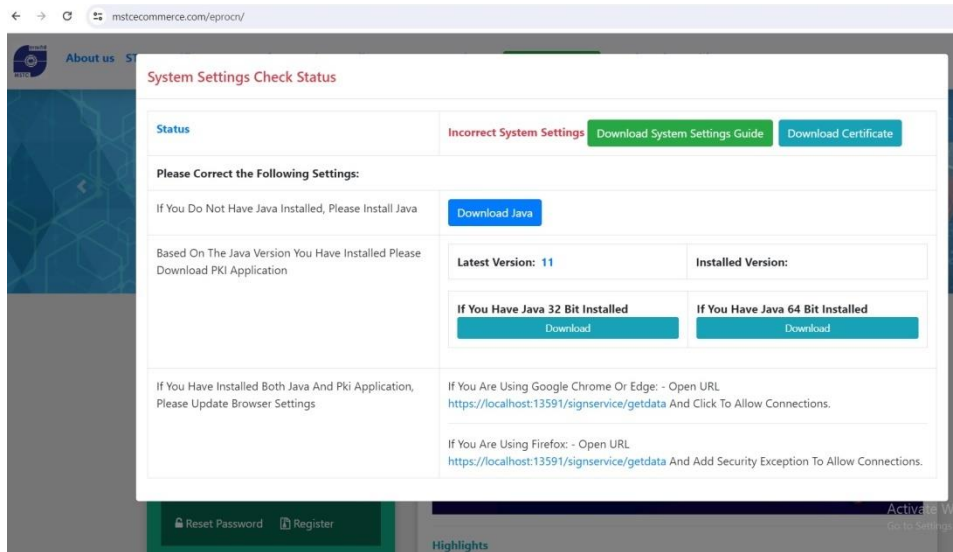 mstcecommerce.com/eprocn/
About us ST
System Settings Check Status
Status
Incorrect System Settings Download System Settings Guide Download Certificate
Please Correct the Following Settings:
If You Do Not Have Java Installed, Please Install Java
Download Java
Based On The Java Version You Have Installed Please
Download PKI Application
Latest Version: 11
Installed Version:
If You Have Java 32 Bit Installed
Download
If You Have Java 64 Bit Installed
Download
If You Have Installed Both Java And Pki Application,
Please Update Browser Settings
If You Are Using Google Chrome Or Edge: - Open URL
https://localhost:13591/signservice/getdata And Click To Allow Connections.
If You Are Using Firefox: - Open URL
https://localhost:13591/signservice/getdata And Add Security Exception To Allow Connections.
Reset Password Register
Highlights
Activate W
Go to Settings